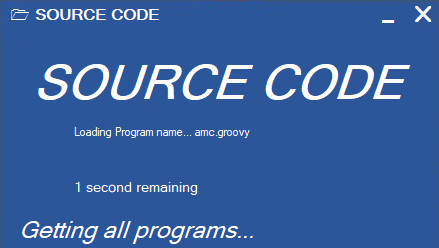 SOURCE CODE
SOURCE CODE
Loading Program name... amc.groovy
1 second remaining
Getting all programs...